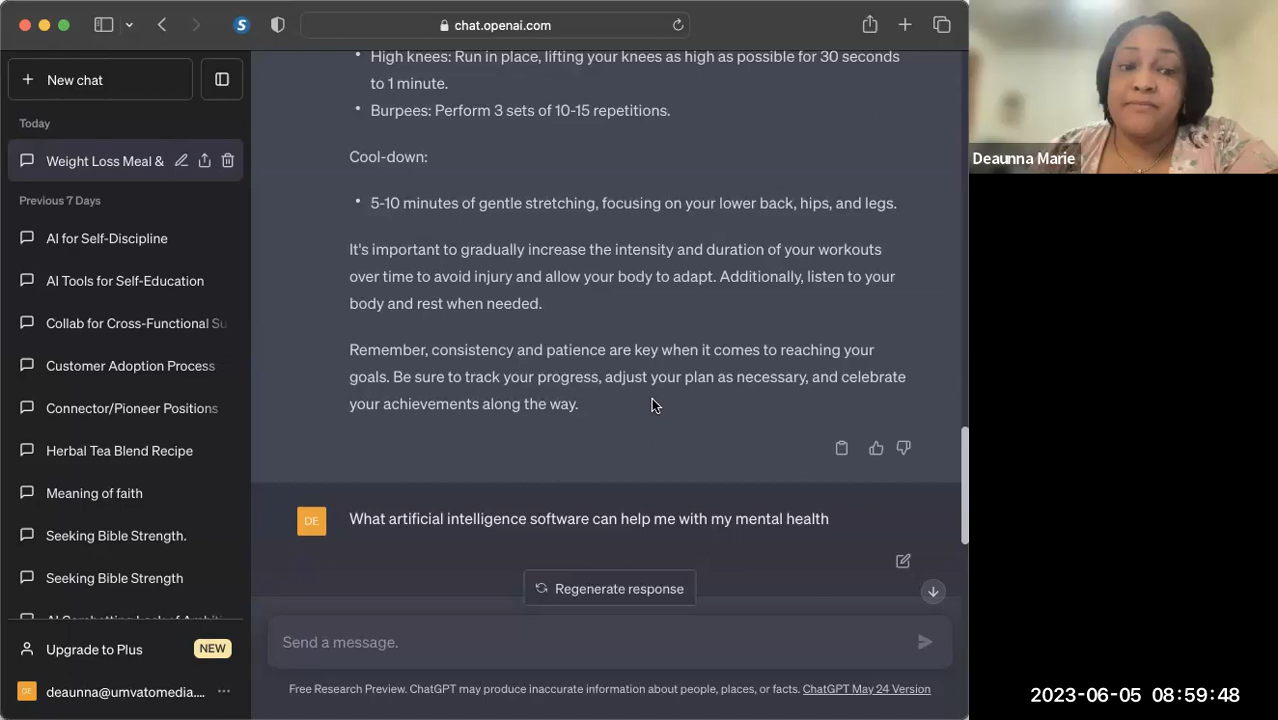 chat.openai.com
New chat
Today
Weight Loss Meal &
Previous 7 Days
AI for Self-Discipline
AI Tools for Self-Education
Collab for Cross-Functional Su
Customer Adoption Process
Connector/Pioneer Positions
Herbal Tea Blend Recipe
Meaning of faith
Seeking Bible Strength.
Seeking Bible Strength
Upgrade to Plus
NEW
DE
deaunna@umvatomedia....
High knees: Run in place, lifting your knees as high as possible for 30 seconds
to 1 minute.
Burpees: Perform 3 sets of 10-15 repetitions.
Cool-down:
5-10 minutes of gentle stretching, focusing on your lower back, hips, and legs.
It's important to gradually increase the intensity and duration of your workouts
over time to avoid injury and allow your body to adapt. Additionally, listen to your
body and rest when needed.
Remember, consistency and patience are key when it comes to reaching your
goals. Be sure to track your progress, adjust your plan as necessary, and celebrate
your achievements along the way.
DE
What artificial intelligence software can help me with my mental health
Regenerate response
Send a message.
Free Research Preview. ChatGPT may produce inaccurate information about people, places, or facts. ChatGPT May 24 Version
Deaunna Marie
2023-06-05 08:59:48